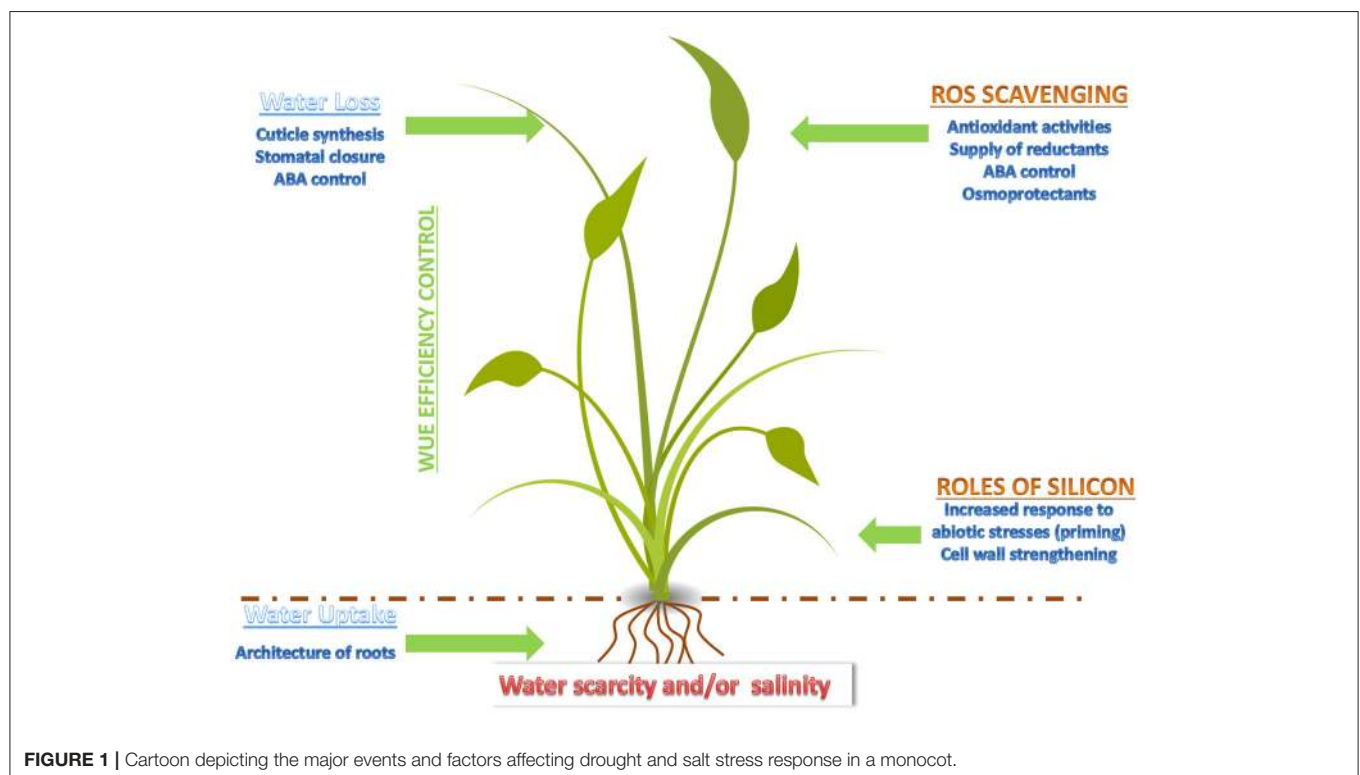 Water Loss
Cuticle synthesis
Stomatal closure
ABA control
ROS SCAVENGING
Antioxidant activities
Supply of reductants
ABA control
Osmoprotectants
WUE EFFICIENCY CONTROL
ROLES OF SILICON
Increased response to
abiotic stresses (priming)
Cell wall strengthening
Water Uptake
Architecture of roots
Water scarcity and/or salinity
FIGURE 1 | Cartoon depicting the major events and factors affecting drought and salt stress response in a monocot.